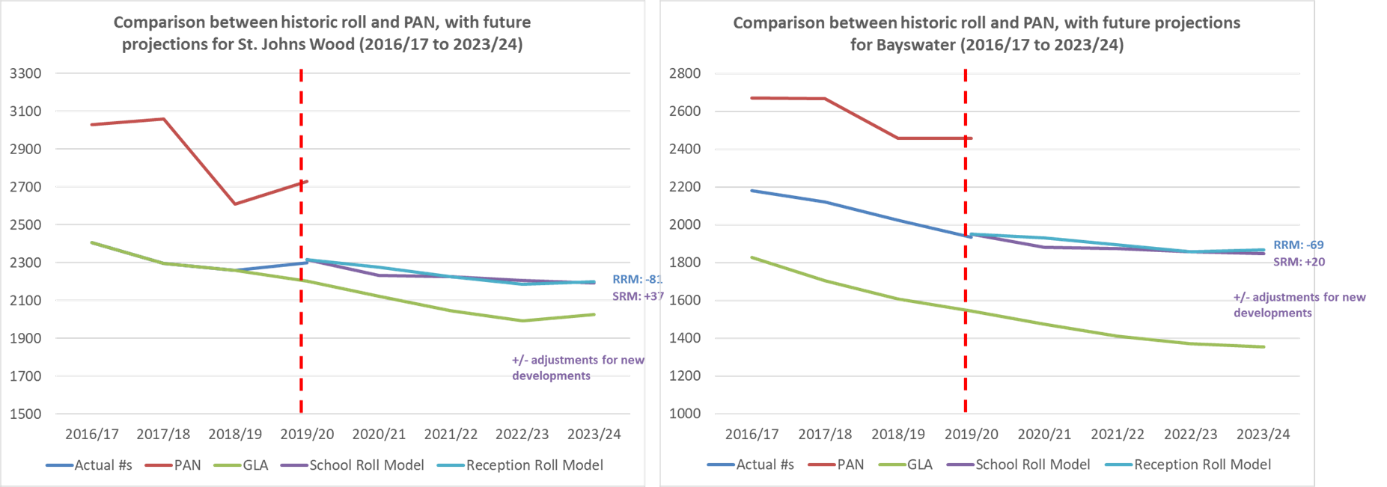 Comparison between historic roll and PAN, with future
projections for St. Johns Wood (2016/17 to 2023/24)
3300
3100
2900
2700
2500
2300
2100
1900
1700
1500
RRM: -81
SRM: +37
+/- adjustments for new
developments
2016/17 2017/18 2018/19 2019/20 2020/21 2021/22 2022/23 2023/24
Actual #s PAN GLA School Roll Model Reception Roll Model
Comparison between historic roll and PAN, with future projections
for Bayswater (2016/17 to 2023/24)
2800
2600
2400
2200
2000
1800
1600
1400
1200
1000
RRM: -69
SRM: +20
+/- adjustments for new
developments
2016/17 2017/18 2018/19 2019/20 2020/21 2021/22 2022/23 2023/24
Actual #s PAN GLA School Roll Model Reception Roll Model